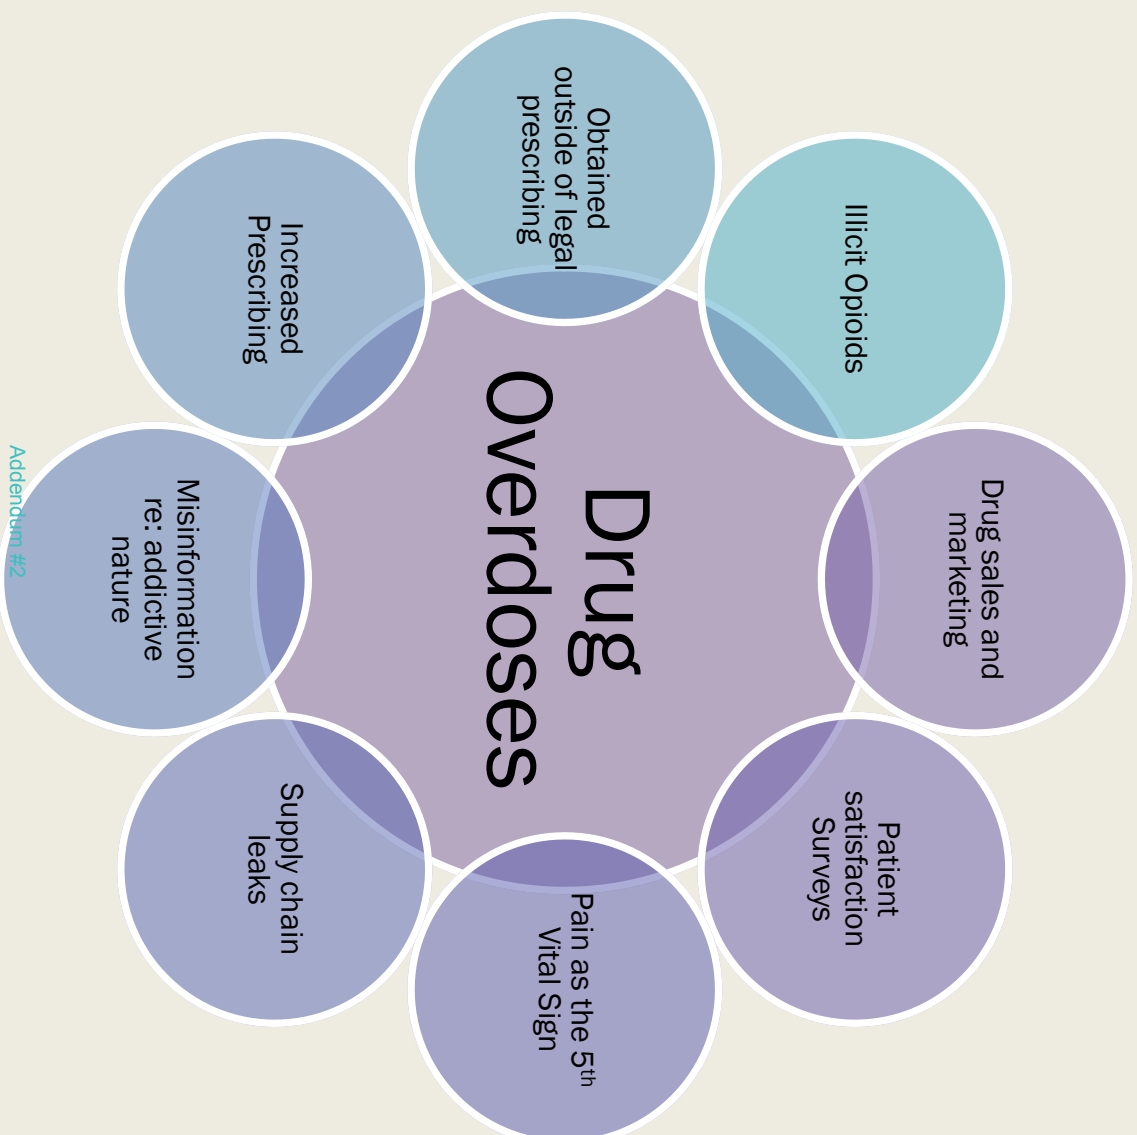 Drug
Overdoses
Drug sales and
marketing
Patient
satisfaction
Surveys
Pain as the 5th
Vital Sign
Supply chain
leaks
Misinformation
re: addictive
nature
Increased
Prescribing
Obtained
outside of legal
prescribing
Illicit Opioids
Addendum #2